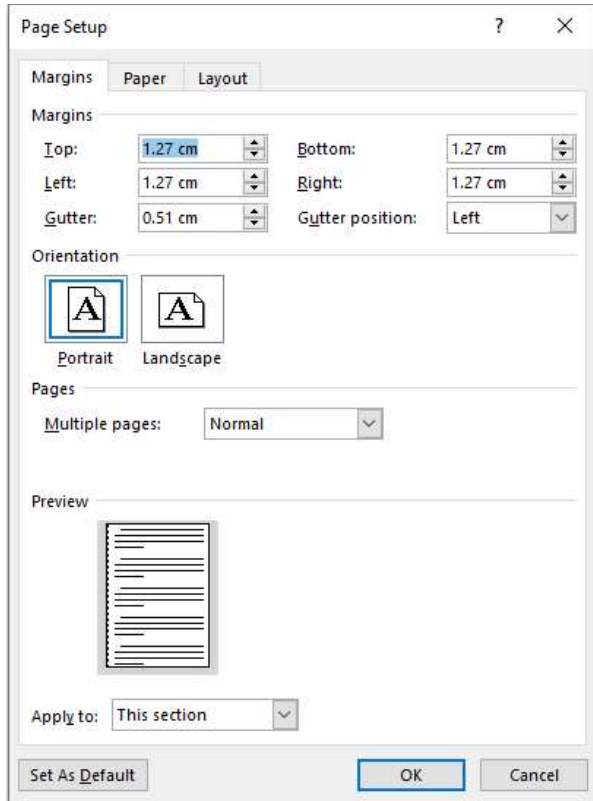 Page Setup ? ×
Margins Paper Layout
Margins
Top: 1.27 cm Bottom: 1.27 cm
Left: 1.27 cm Right: 1.27 cm
Gutter: 0.51 cm Gutter position: Left
Orientation
A A
Portrait Landscape
Pages
Multiple pages: Normal
Preview
Apply to: This section
Set As Default OK Cancel